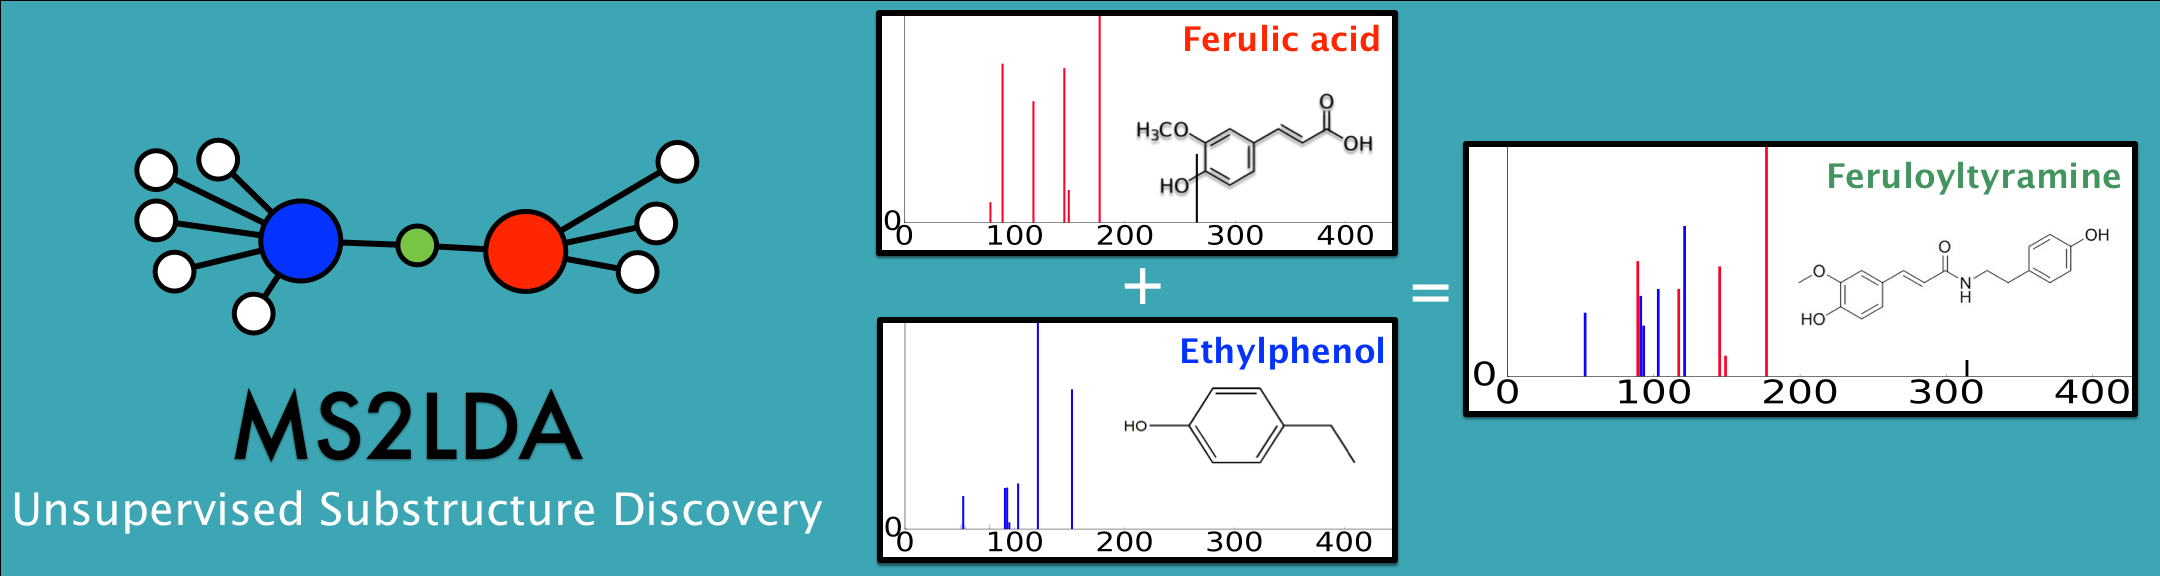 MS2LDA
Unsupervised Substructure Discovery
Ferulic acid
H₃CO
O
OH
HO
0
0 100 200 300 400
+
Ethylphenol
HO
0
0 100 200 300 400
=
Feruloyltyramine
OH
O
O
N
H
HO
0
0 100 200 300 400